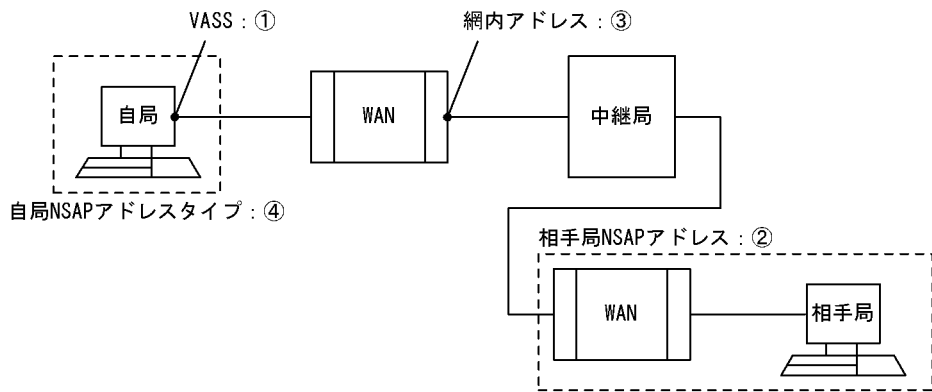 VASS：①
網内アドレス：③
自局
WAN
中継局
自局NSAPアドレスタイプ：④
相手局NSAPアドレス：②
WAN
相手局